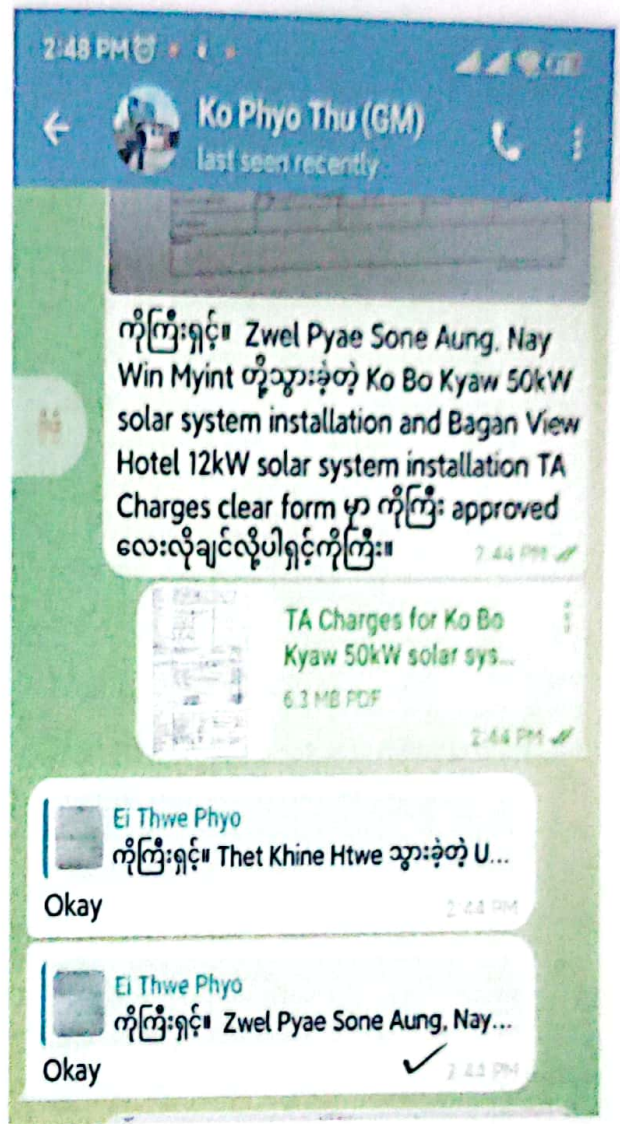 2:48 PM
Ko Phyo Thu (GM)
last seen recently
ကိုကြီးရှင့်။ Zwel Pyae Sone Aung, Nay
Win Myint တို့သွားခဲ့တဲ့ Ko Bo Kyaw 50kW
solar system installation and Bagan View
Hotel 12kW solar system installation TA
Charges clear form မှာ ကိုကြီး approved
လေးလိုချင်လို့ပါရှင့်ကိုကြီး။
2:44 PM
TA Charges for Ko Bo
Kyaw 50kW solar sys...
6.3 MB PDF
2:44 PM
Ei Thwe Phyo
ကိုကြီးရှင့်။ Thet Khine Htwe သွားခဲ့တဲ့ U...
Okay
2:44 PM
Ei Thwe Phyo
ကိုကြီးရှင့်။ Zwel Pyae Sone Aung, Nay...
Okay
2:44 PM